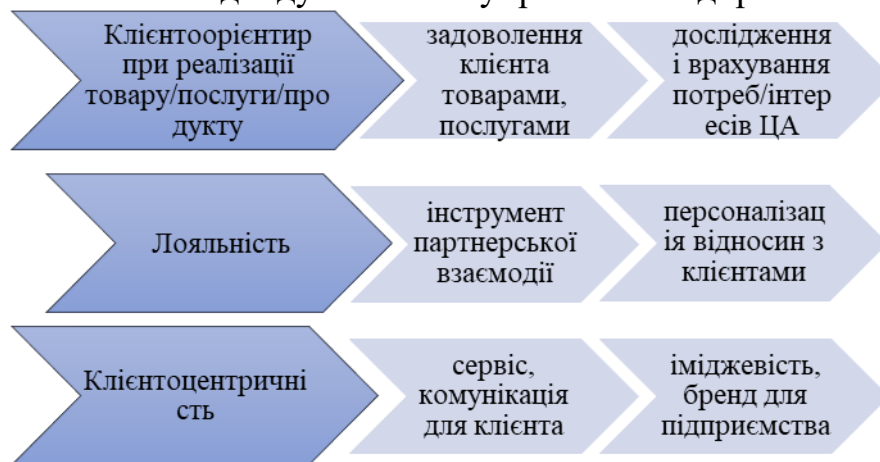 Клієнтоорієнтир
при реалізації
товару/послуги/про
дукту
задоволення
клієнта
товарами,
послугами
дослідження
і врахування
потреб/інтер
есів ЦА
Лояльність
інструмент
партнерської
взаємодії
персоналізац
ія відносин з
клієнтами
Клієнтоцентричні
сть
сервіс,
комунікація
для клієнта
іміджевість,
бренд для
підприємства